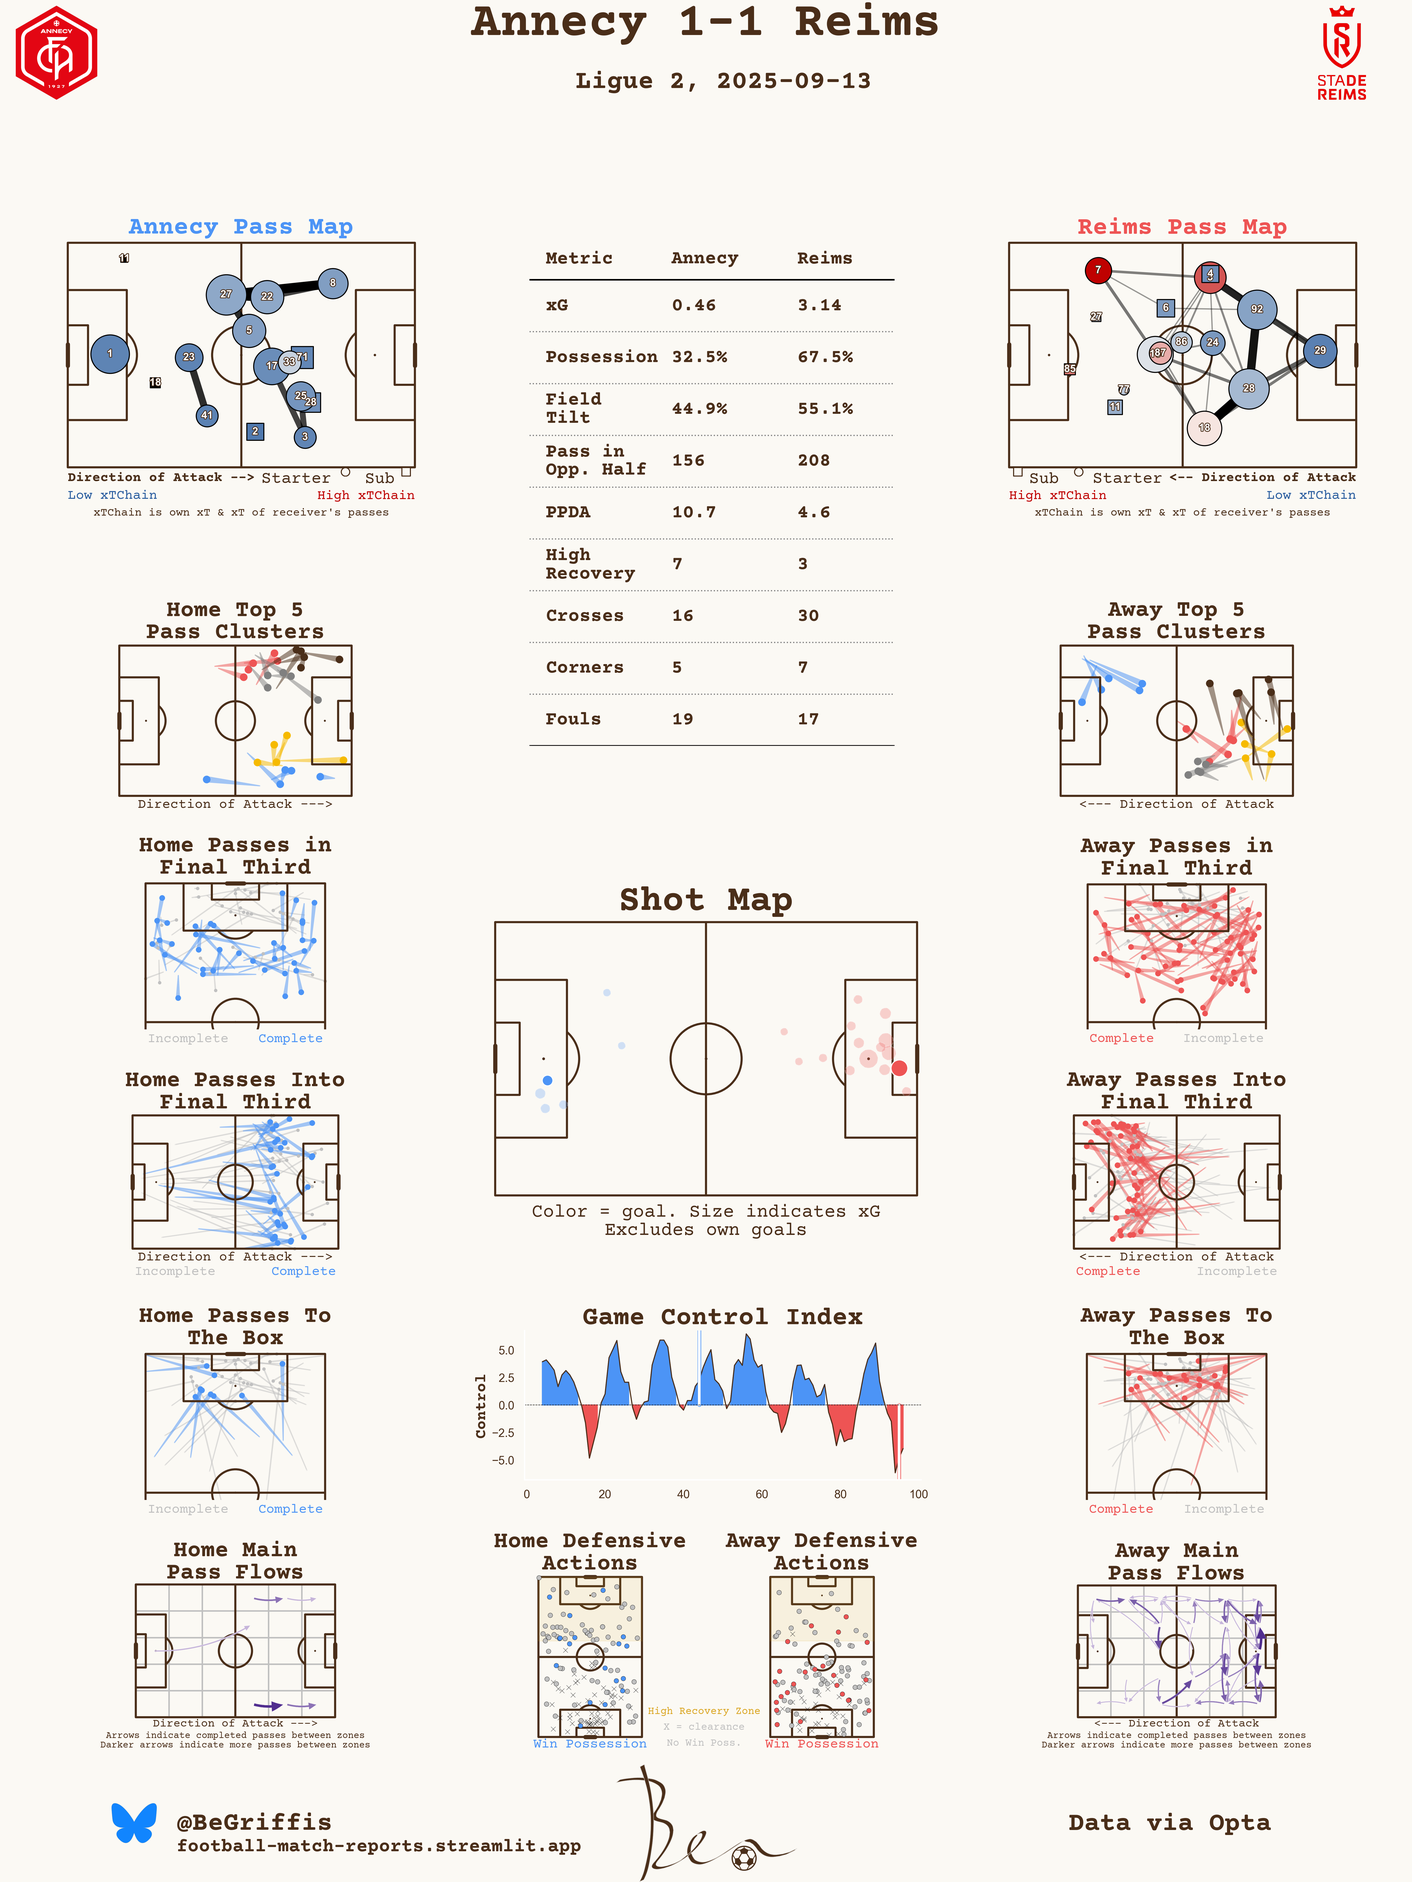 Annecy 1-1 Reims
Ligue 2, 2025-09-13
ANNECY
1927
STADE
REIMS
Annecy Pass Map
11
8
27
22
5
1
23
17
33
71
18
25
28
41
2
3
Direction of Attack --> Starter Sub
Low xTChain High xTChain
xTChain is own xT & xT of receiver's passes
Metric Annecy Reims
xG 0.46 3.14
Possession 32.5% 67.5%
Field
Tilt 44.9% 55.1%
Pass in
Opp. Half 156 208
PPDA 10.7 4.6
High
Recovery 7 3
Crosses 16 30
Corners 5 7
Fouls 19 17
Reims Pass Map
7
4
6
27
92
86
24
29
187
85
77
28
11
18
Sub Starter <-- Direction of Attack
High xTChain Low xTChain
xTChain is own xT & xT of receiver's passes
Home Top 5
Pass Clusters
Direction of Attack --->
Away Top 5
Pass Clusters
<--- Direction of Attack
Home Passes in
Final Third
Incomplete Complete
Shot Map
Color = goal. Size indicates xG
Excludes own goals
Away Passes in
Final Third
Complete Incomplete
Home Passes Into
Final Third
Direction of Attack --->
Incomplete Complete
Away Passes Into
Final Third
<--- Direction of Attack
Complete Incomplete
Home Passes To
The Box
Incomplete Complete
Game Control Index
Control
5.0
2.5
0.0
−2.5
−5.0
0 20 40 60 80 100
Away Passes To
The Box
Complete Incomplete
Home Main
Pass Flows
Direction of Attack --->
Arrows indicate completed passes between zones
Darker arrows indicate more passes between zones
Home Defensive
Actions
Win Possession
High Recovery Zone
X = clearance
No Win Poss.
Away Defensive
Actions
Win Possession
Away Main
Pass Flows
<--- Direction of Attack
Arrows indicate completed passes between zones
Darker arrows indicate more passes between zones
@BeGriffis
football-match-reports.streamlit.app
Ben
Data via Opta